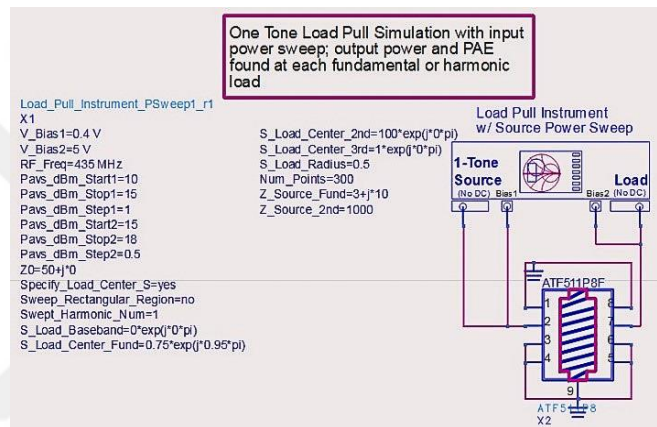 One Tone Load Pull Simulation with input
power sweep; output power and PAE
found at each fundamental or harmonic
load
Load_Pull_Instrument_PSweep1_r1
X1
V_Bias1=0.4 V
V_Bias2=5 V
RF_Freq=435 MHz
Pavs_dBm_Start1=10
Pavs_dBm_Stop1=15
Pavs_dBm_Step1=1
Pavs_dBm_Start2=15
Pavs_dBm_Stop2=18
Pavs_dBm_Step2=0.5
Z0=50+j*0
Specify_Load_Center_S=yes
Sweep_Rectangular_Region=no
Swept_Harmonic_Num=1
S_Load_Baseband=0*exp(j*0*pi)
S_Load_Center_Fund=0.75*exp(j*0.95*pi)
S_Load_Center_2nd=100*exp(j*0*pi)
S_Load_Center_3rd=1*exp(j*0*pi)
S_Load_Radius=0.5
Num_Points=300
Z_Source_Fund=3+j*10
Z_Source_2nd=1000
Load Pull Instrument
w/ Source Power Sweep
1-Tone
Source
(No DC) Bias1
Load
Bias2 (No DC)
ATF511P8F
1 8
2 7
3 6
4 5
9
X2